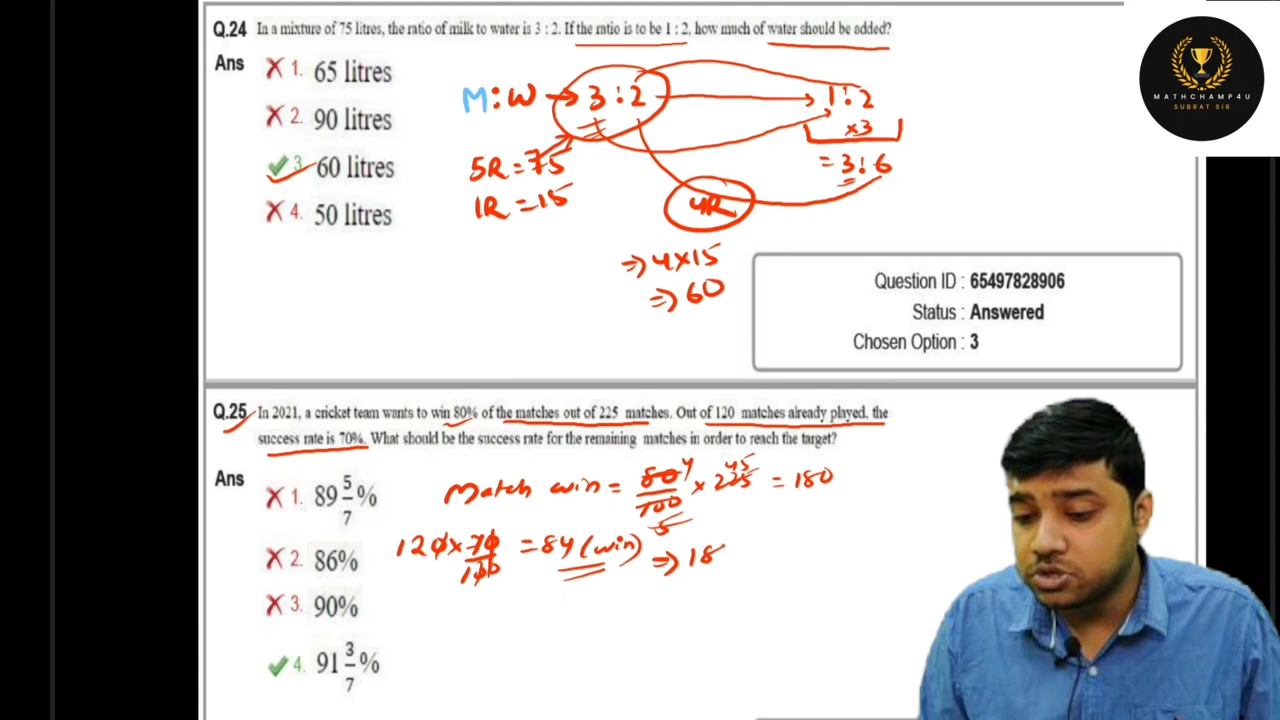 Q.24 In a mixture of 75 litres, the ratio of milk to water is 3 : 2. If the ratio is to be 1 : 2, how much of water should be added?
Ans
1. 65 litres
2. 90 litres
3. 60 litres
4. 50 litres
M:W → 3:2
1:2
×3
= 3:6
5R = 75
1R = 15
4R
⇒ 4×15
⇒ 60
Question ID : 65497828906
Status : Answered
Chosen Option : 3
MATHCHAMP4U
SUBRAT SIR
Q.25 In 2021, a cricket team wants to win 80% of the matches out of 225 matches. Out of 120 matches already played, the
success rate is 70%. What should be the success rate for the remaining matches in order to reach the target?
Ans
1. 89 5/7 %
2. 86%
3. 90%
4. 91 3/7 %
Match win = 80/100 × 225 = 180
4 45
5
120 × 70/100 = 84 (win)
⇒ 18